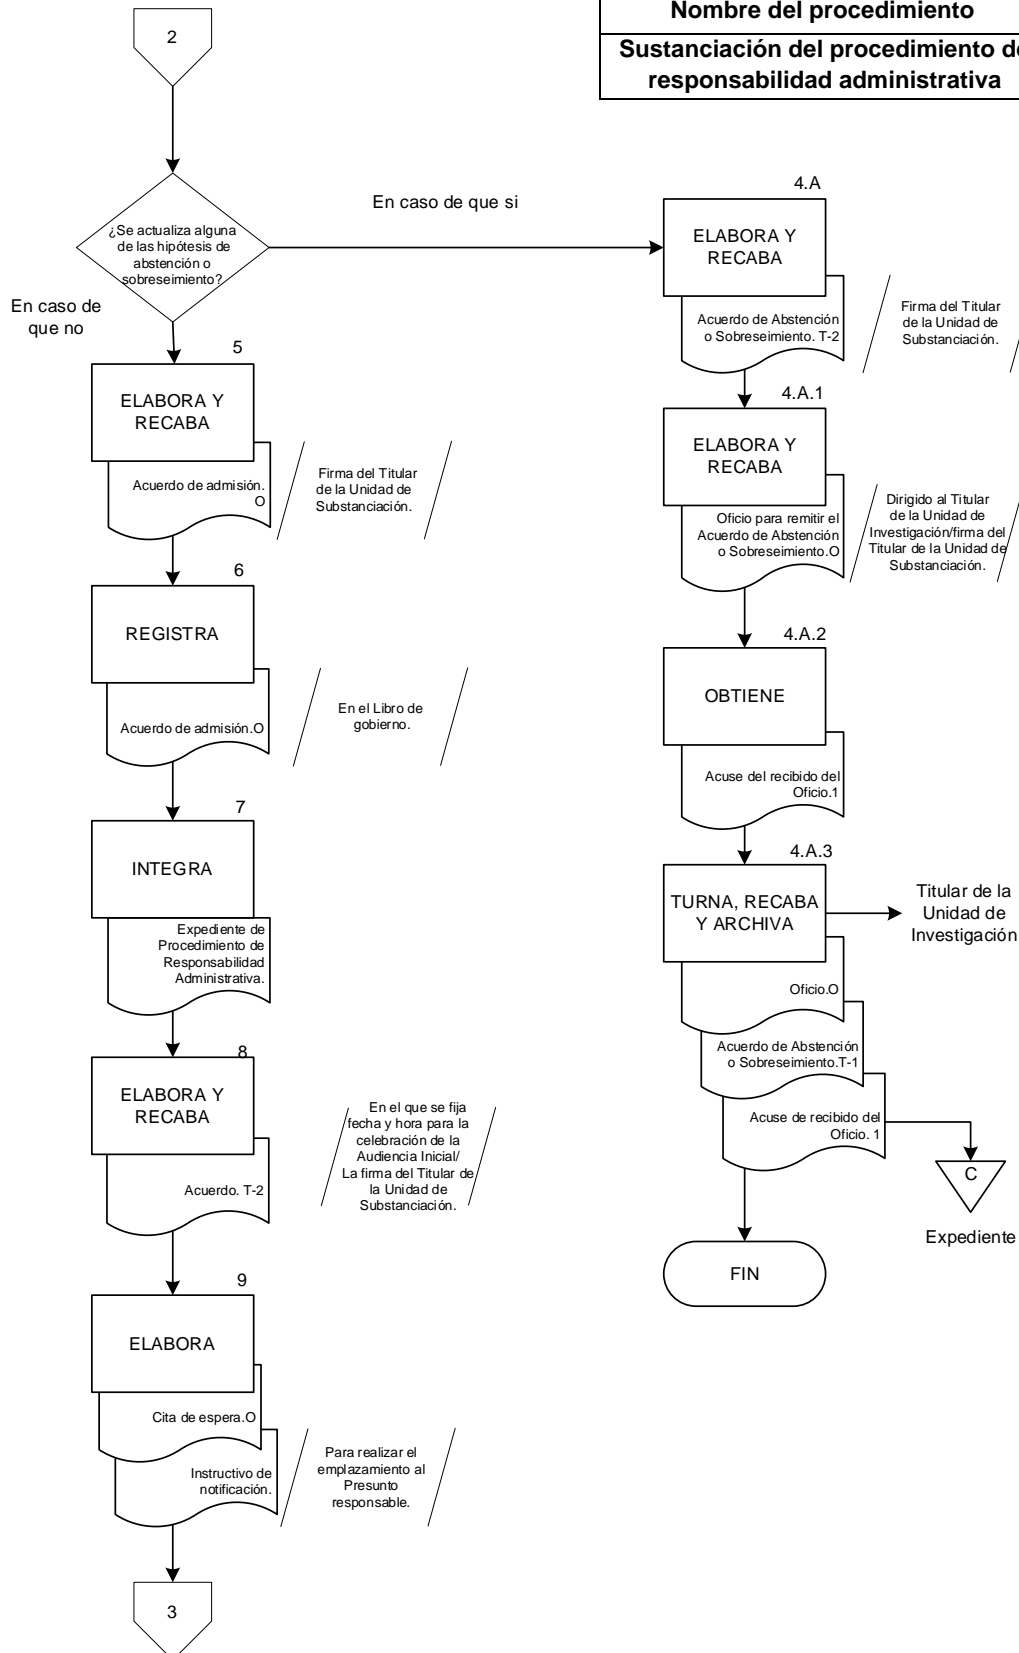 Nombre del procedimiento
Sustanciación del procedimiento de
responsabilidad administrativa
2
¿Se actualiza alguna
de las hipótesis de
abstención o
sobreseimiento?
En caso de que si
En caso de
que no
5
ELABORA Y
RECABA
Acuerdo de admisión.
O
Firma del Titular
de la Unidad de
Substanciación.
6
REGISTRA
Acuerdo de admisión.O
En el Libro de
gobierno.
7
INTEGRA
Expediente de
Procedimiento de
Responsabilidad
Administrativa.
8
ELABORA Y
RECABA
Acuerdo. T-2
En el que se fija
fecha y hora para la
celebración de la
Audiencia Inicial/
La firma del Titular de
la Unidad de
Substanciación.
9
ELABORA
Cita de espera.O
Instructivo de
notificación.
Para realizar el
emplazamiento al
Presunto
responsable.
3
4.A
ELABORA Y
RECABA
Acuerdo de Abstención
o Sobreseimiento. T-2
Firma del Titular
de la Unidad de
Substanciación.
4.A.1
ELABORA Y
RECABA
Oficio para remitir el
Acuerdo de Abstención
o Sobreseimiento.O
Dirigido al Titular
de la Unidad de
Investigación/firma del
Titular de la Unidad de
Substanciación.
4.A.2
OBTIENE
Acuse del recibido del
Oficio.1
4.A.3
TURNA, RECABA
Y ARCHIVA
Titular de la
Unidad de
Investigación
Oficio.O
Acuerdo de Abstención
o Sobreseimiento.T-1
Acuse de recibido del
Oficio. 1
C
Expediente
FIN